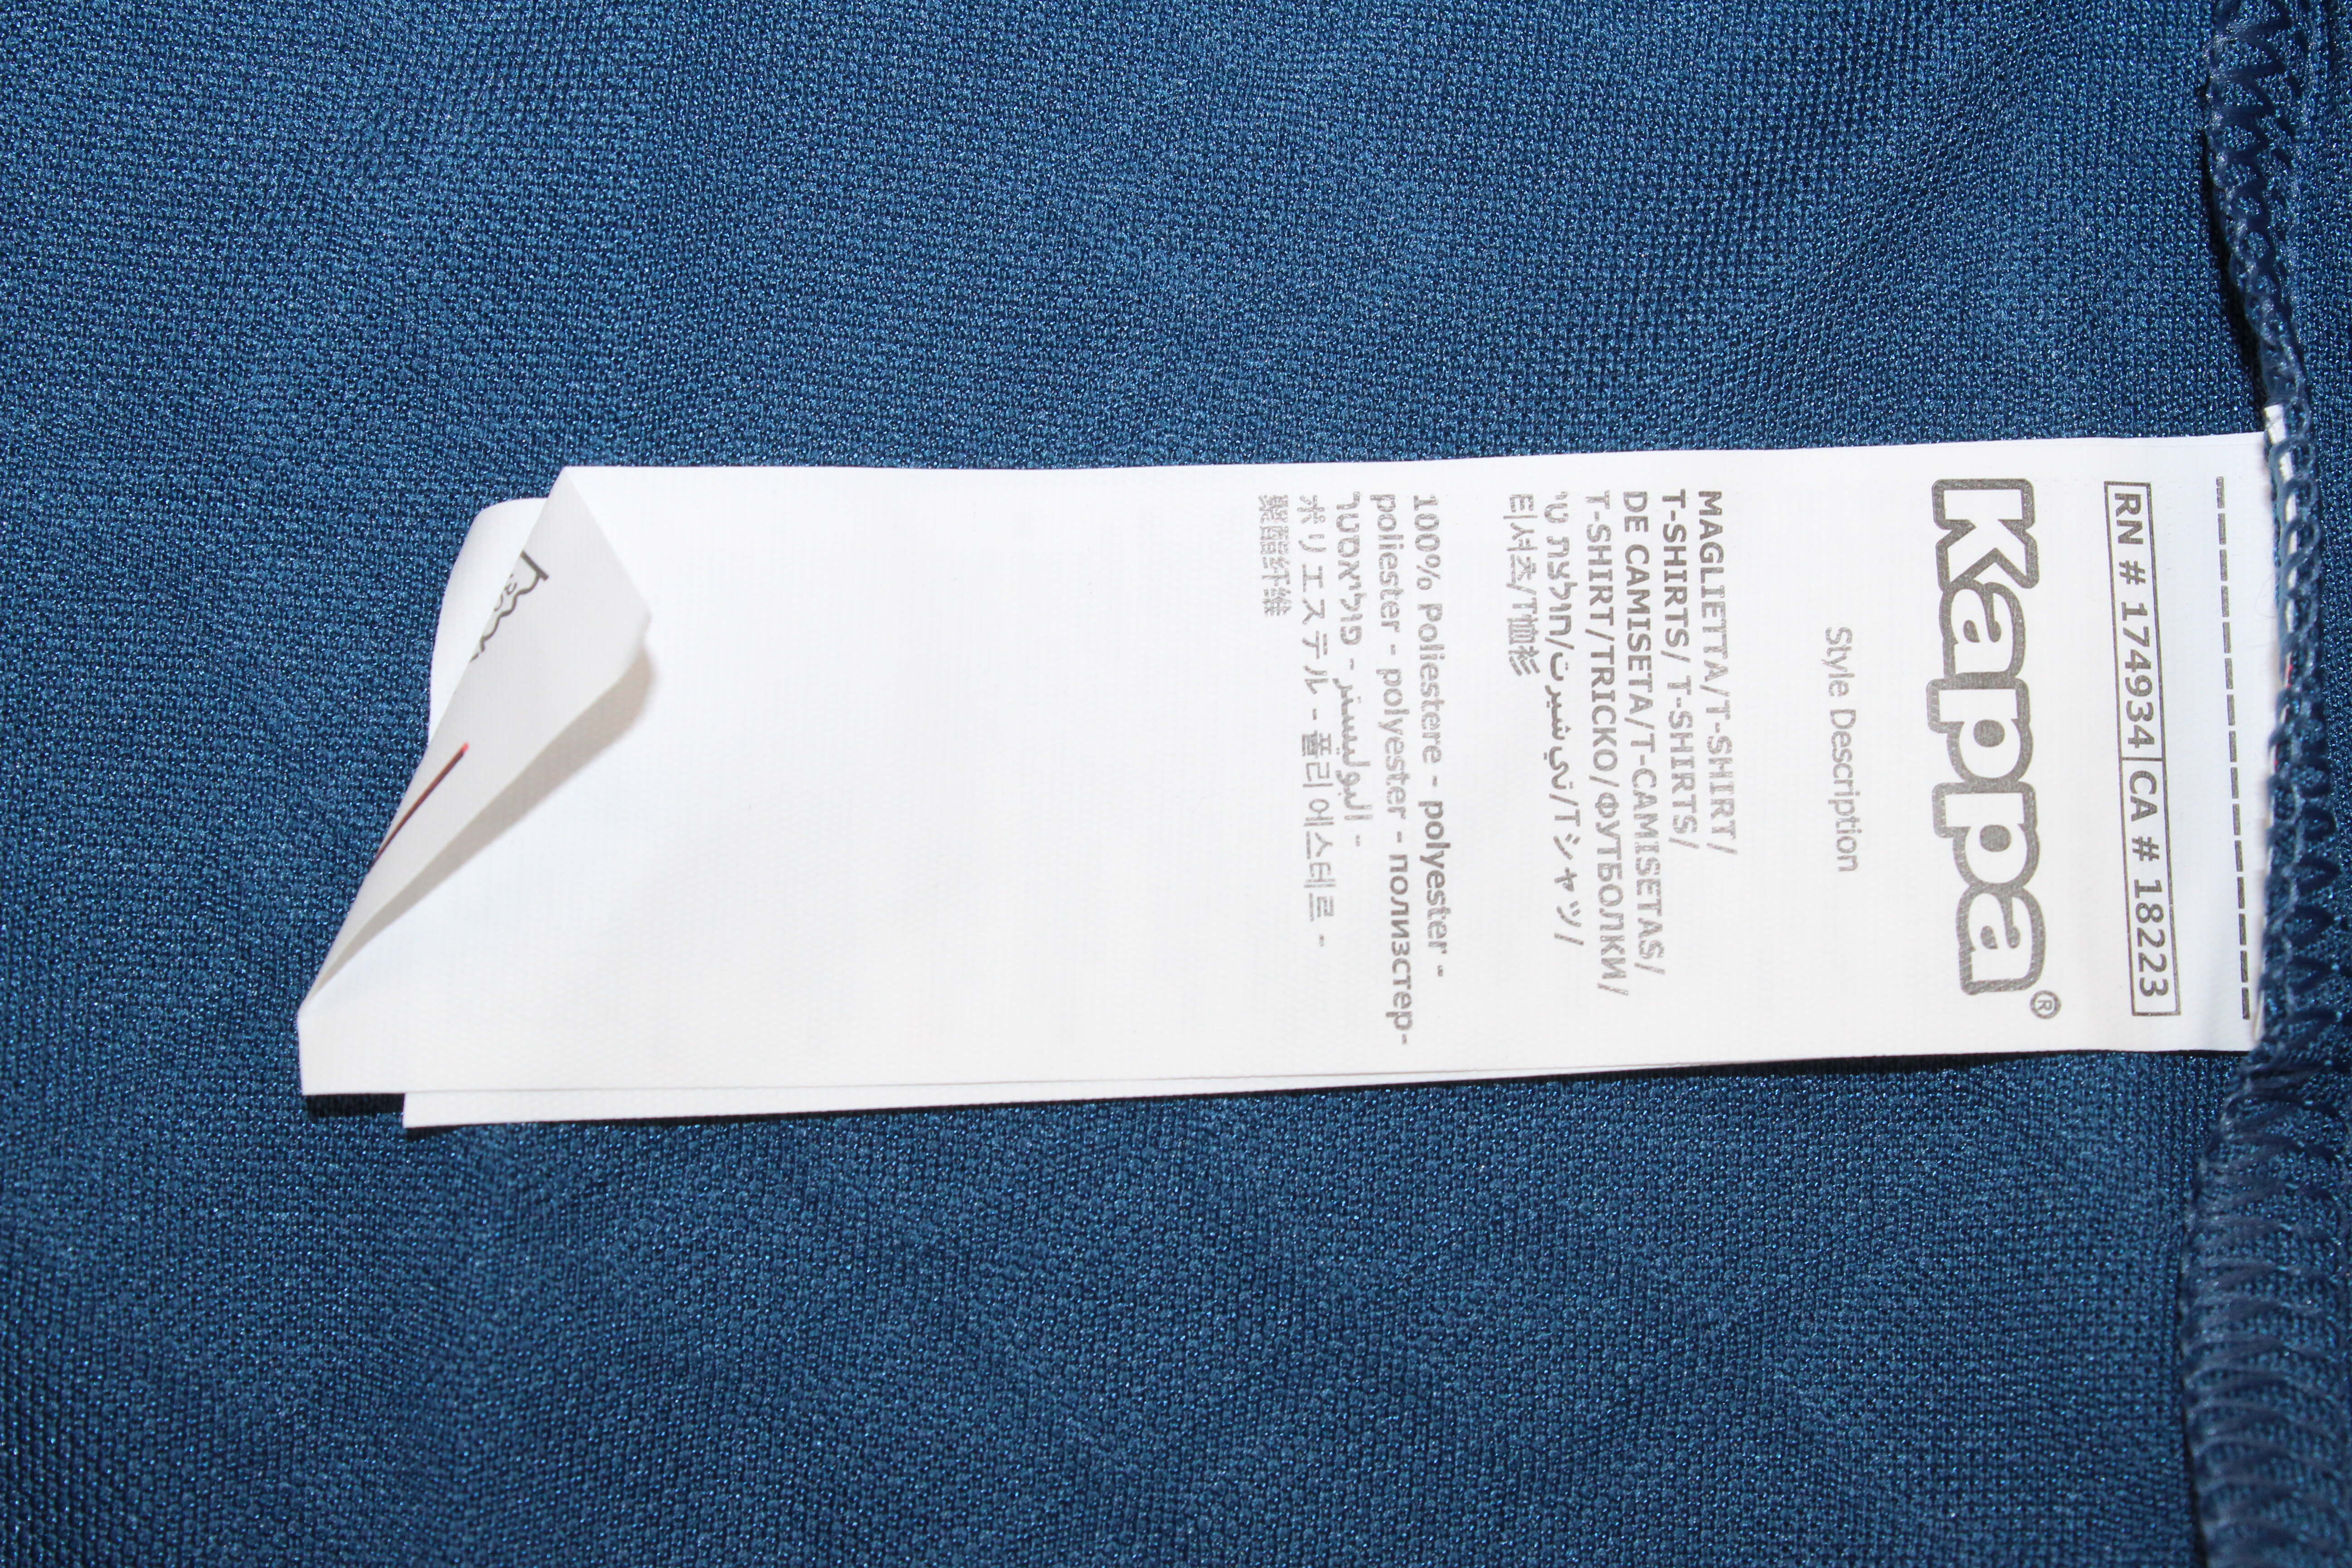 RN # 174934 CA # 18223
Kappa®
Style Description
MAGLIETTA/T-SHIRT/
T-SHIRTS/ T-SHIRTS/
DE CAMISETA/T-CAMISETAS/
T-SHIRT/TRICKO/ФУТБОЛКИ/
חולצת טי/تي شيرت/Tシャツ/
티셔츠/T恤衫
100% Poliestere - polyester -
poliester - polyester - полиэстер-
פוליאסטר - البوليستر -
ポリエステル - 폴리에스테르 -
聚酯纤维